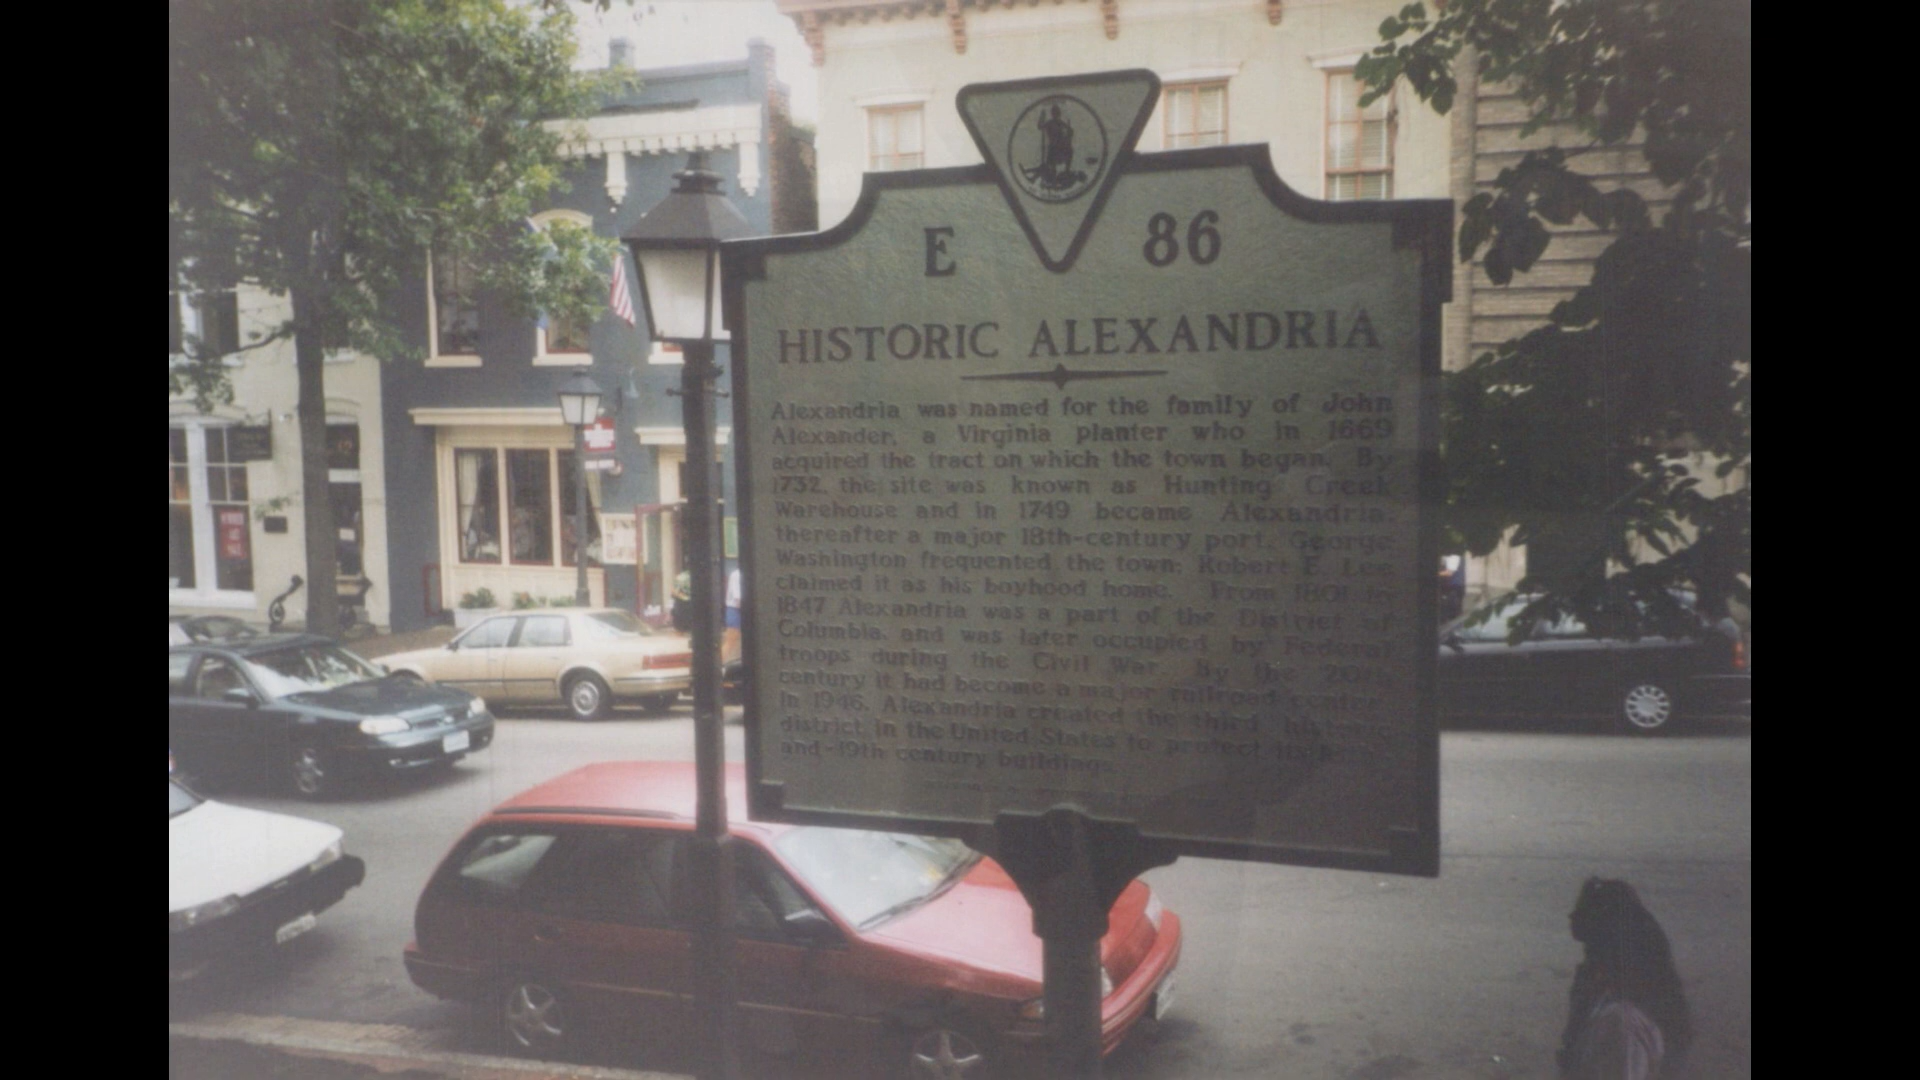 E 86
HISTORIC ALEXANDRIA
Alexandria was named for the family of John
Alexander, a Virginia planter who in 1669
acquired the tract on which the town began. By
1732, the site was known as Hunting Creek
Warehouse and in 1749 became Alexandria,
thereafter a major 18th-century port. George
Washington frequented the town; Robert E. Lee
claimed it as his boyhood home. From 1801 to
1847 Alexandria was a part of the District of
Columbia, and was later occupied by Federal
troops during the Civil War. By the 20th
century it had become a major railroad center.
In 1946, Alexandria created the third historic
district in the United States to protect its
and-19th century buildings.